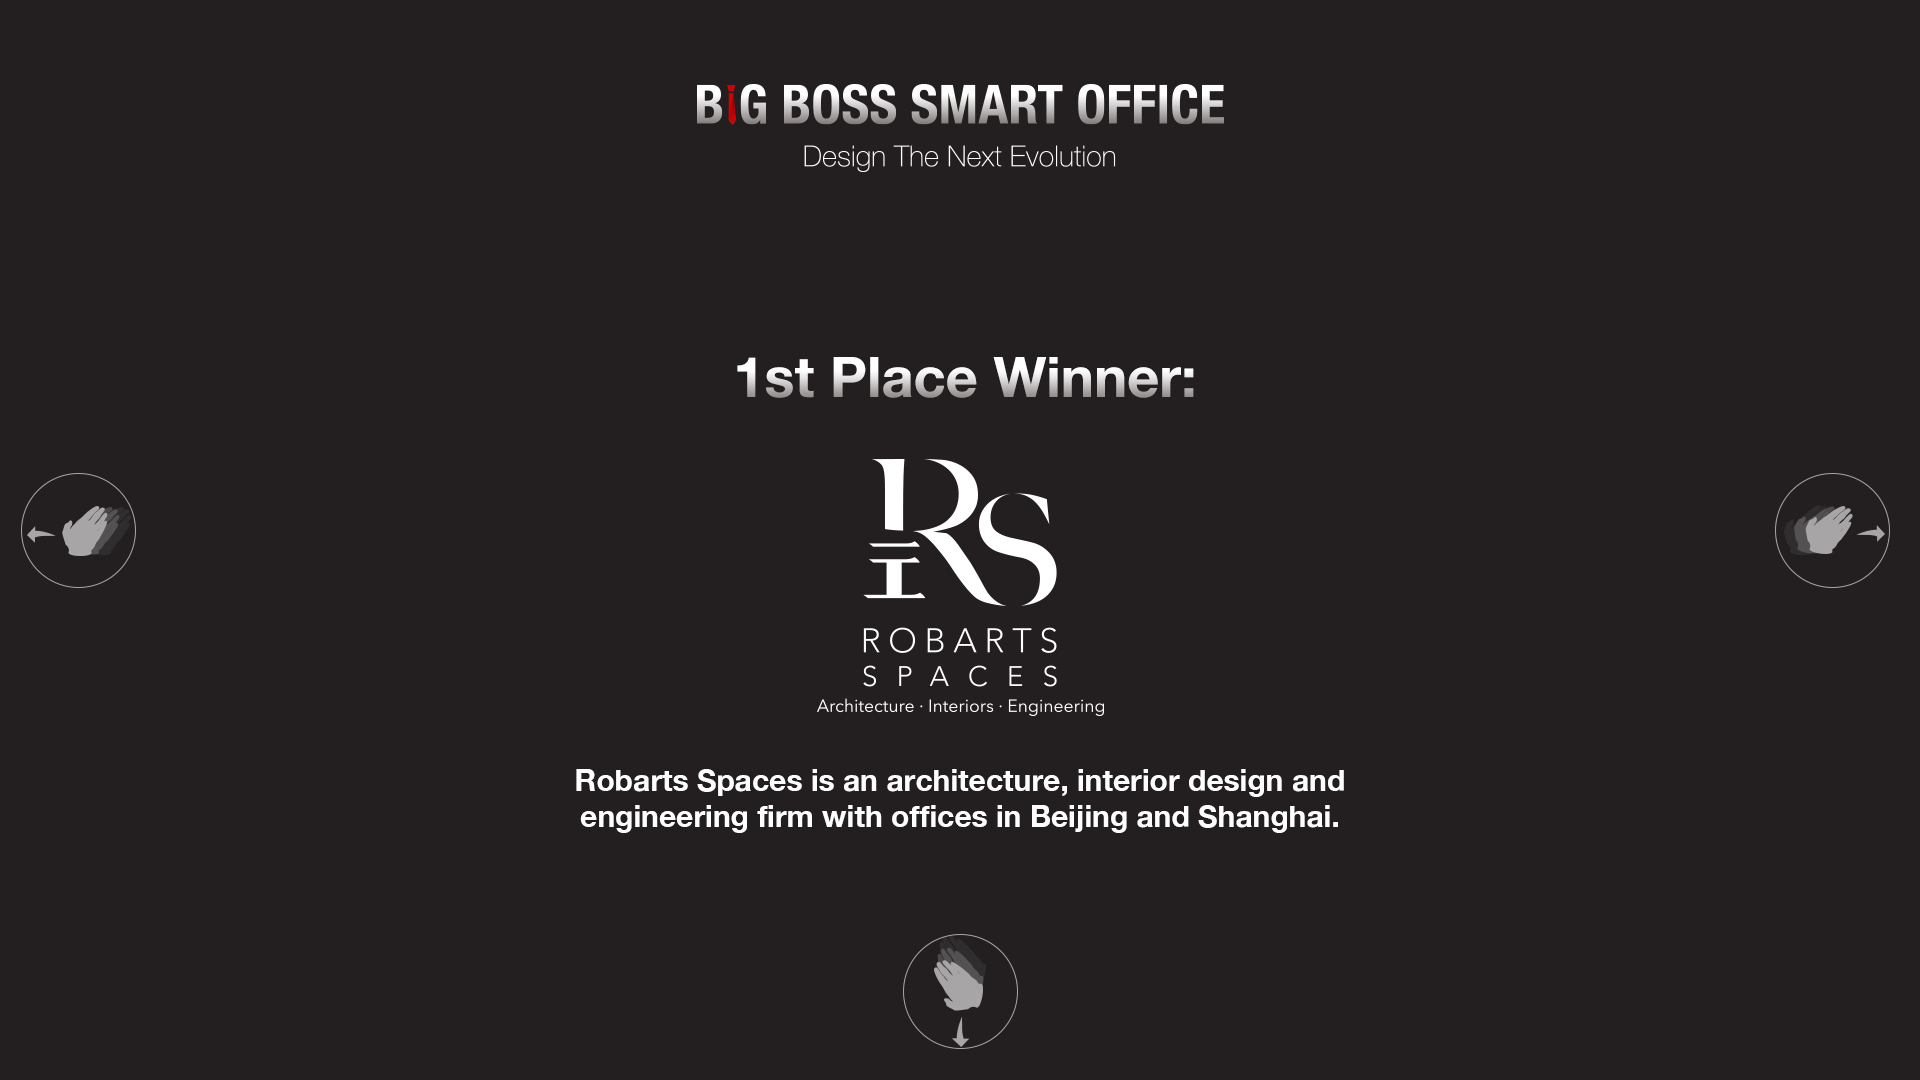 BiG BOSS SMART OFFICE
Design The Next Evolution
1st Place Winner:
RS
ROBARTS
SPACES
Architecture · Interiors · Engineering
Robarts Spaces is an architecture, interior design and
engineering firm with offices in Beijing and Shanghai.